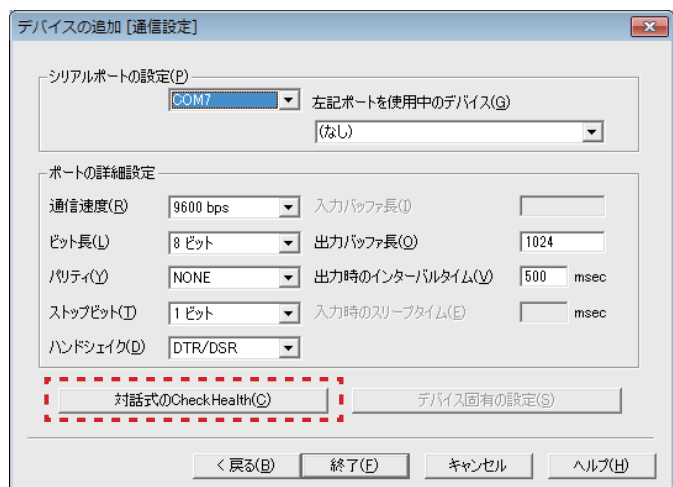 デバイスの追加 [通信設定]
シリアルポートの設定(P)
COM7
左記ポートを使用中のデバイス(G)
(なし)
ポートの詳細設定
通信速度(R) 9600 bps 入力バッファ長(I)
ビット長(L) 8 ビット 出力バッファ長(O) 1024
パリティ(Y) NONE 出力時のインターバルタイム(V) 500 msec
ストップビット(T) 1 ビット 入力時のスリープタイム(E) msec
ハンドシェイク(D) DTR/DSR
対話式のCheckHealth(C) デバイス固有の設定(S)
< 戻る(B) 終了(F) キャンセル ヘルプ(H)